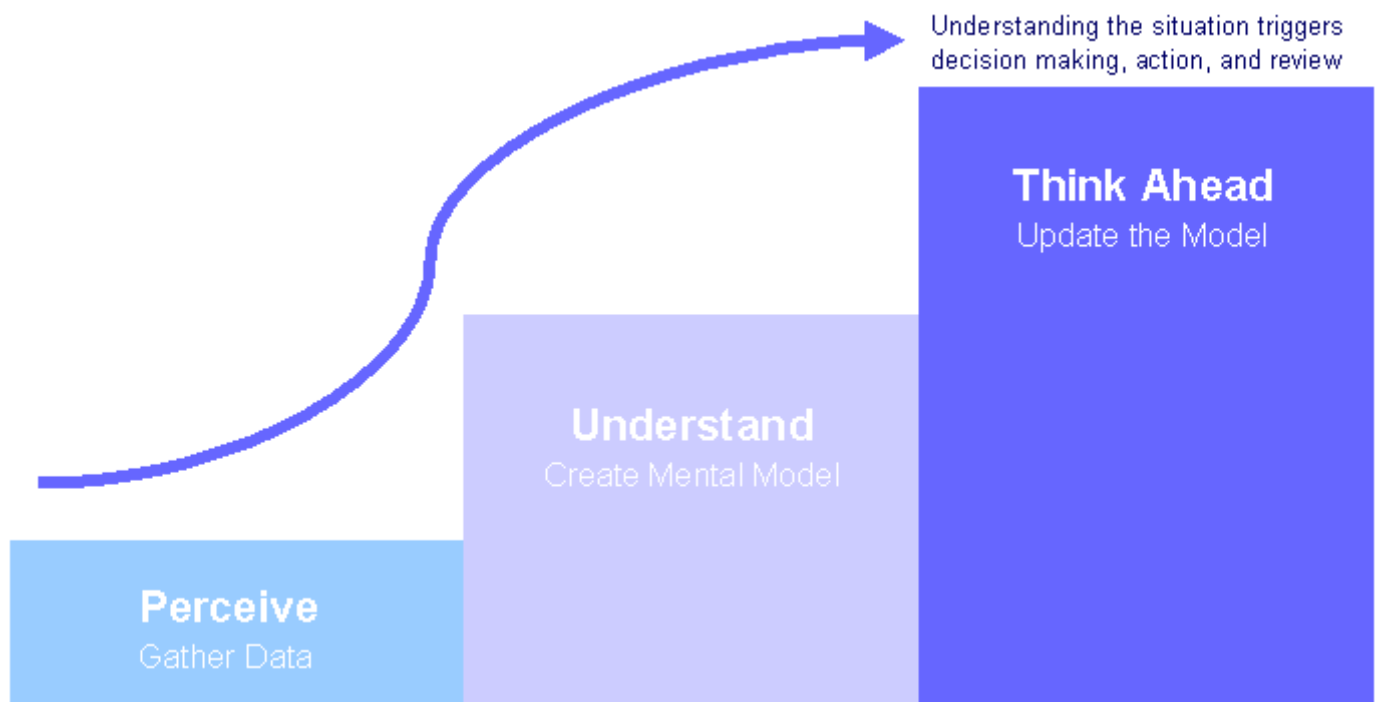 Understanding the situation triggers
decision making, action, and review
Think Ahead
Update the Model
Understand
Create Mental Model
Perceive
Gather Data